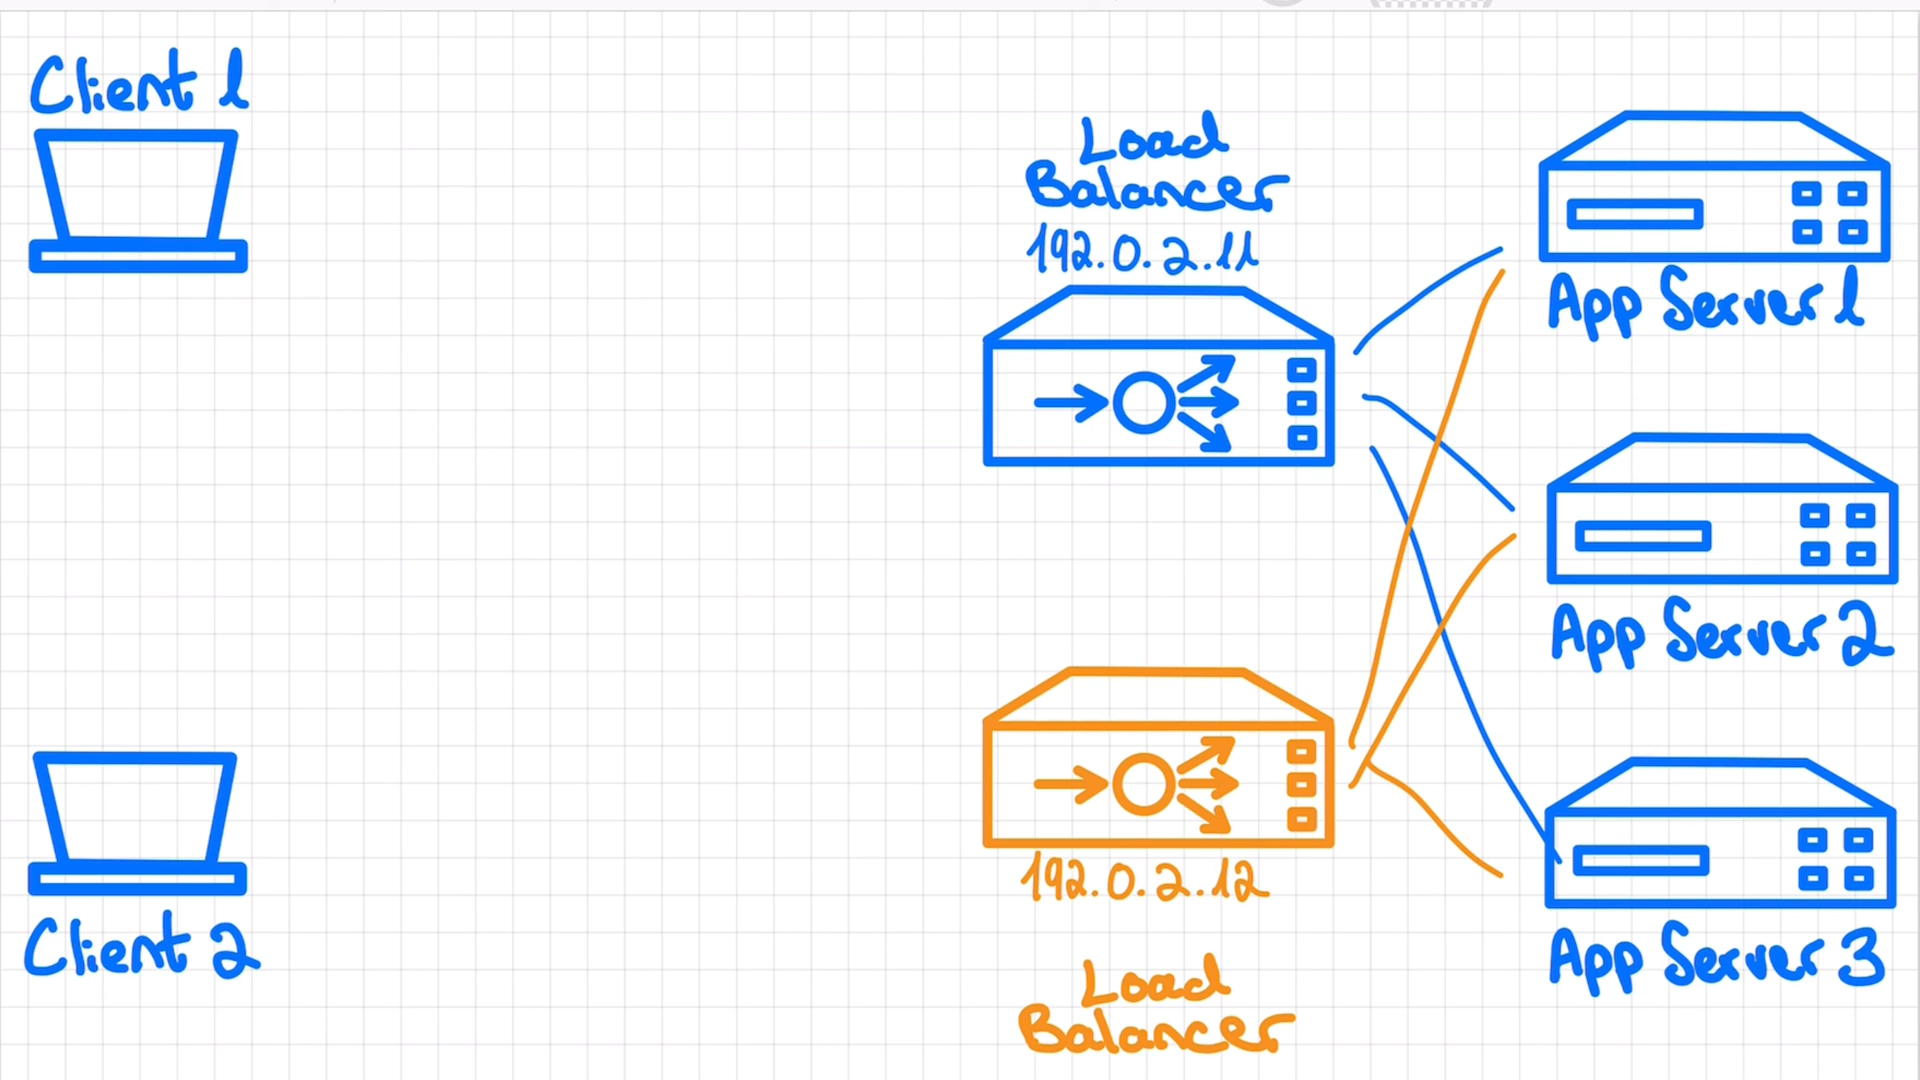 Client 1
Load
Balancer
192.0.2.11
App Server 1
App Server 2
192.0.2.12
Load
Balancer
Client 2
App Server 3